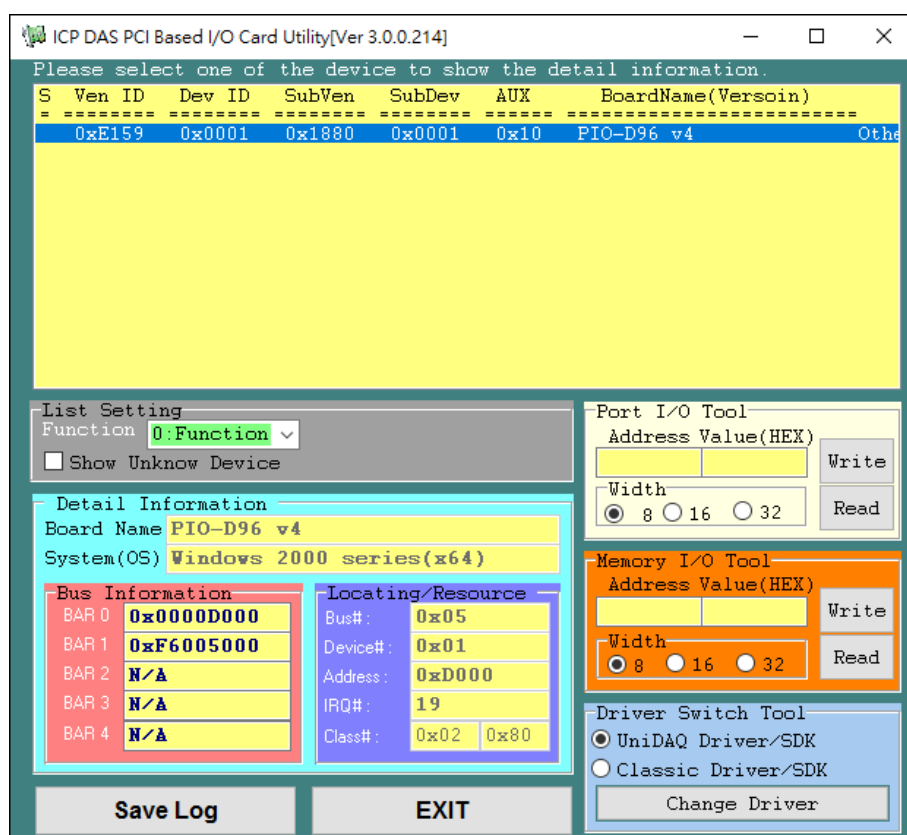 ICP DAS PCI Based I/O Card Utility[Ver 3.0.0.214]
Please select one of the device to show the detail information.
S Ven ID Dev ID SubVen SubDev AUX BoardName(Versoin)
= ======== ======== ======== ======== ====== =========================
0xE159 0x0001 0x1880 0x0001 0x10 PIO-D96 v4 Othe
List Setting
Function 0:Function
Show Unknow Device
Detail Information
Board Name PIO-D96 v4
System(OS) Windows 2000 series(x64)
Bus Information
BAR 0 0x0000D000
BAR 1 0xF6005000
BAR 2 N/A
BAR 3 N/A
BAR 4 N/A
Locating/Resource
Bus#: 0x05
Device#: 0x01
Address: 0xD000
IRQ#: 19
Class#: 0x02 0x80
Save Log
EXIT
Port I/O Tool
Address Value(HEX)
Write
Width
8 16 32
Read
Memory I/O Tool
Address Value(HEX)
Write
Width
8 16 32
Read
Driver Switch Tool
UniDAQ Driver/SDK
Classic Driver/SDK
Change Driver